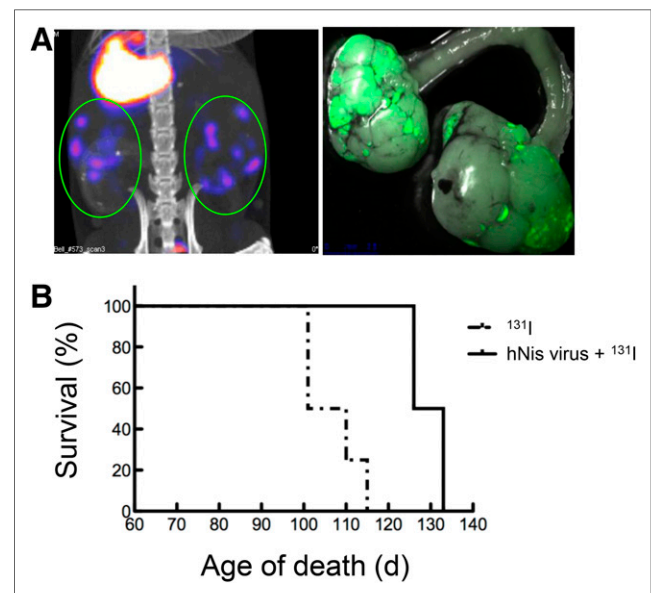 A
M
Bell_#573_scan3
0°
B
Survival (%)
100
80
60
40
20
0
60 70 80 90 100 110 120 130 140
Age of death (d)
¹³¹I
hNis virus + ¹³¹I